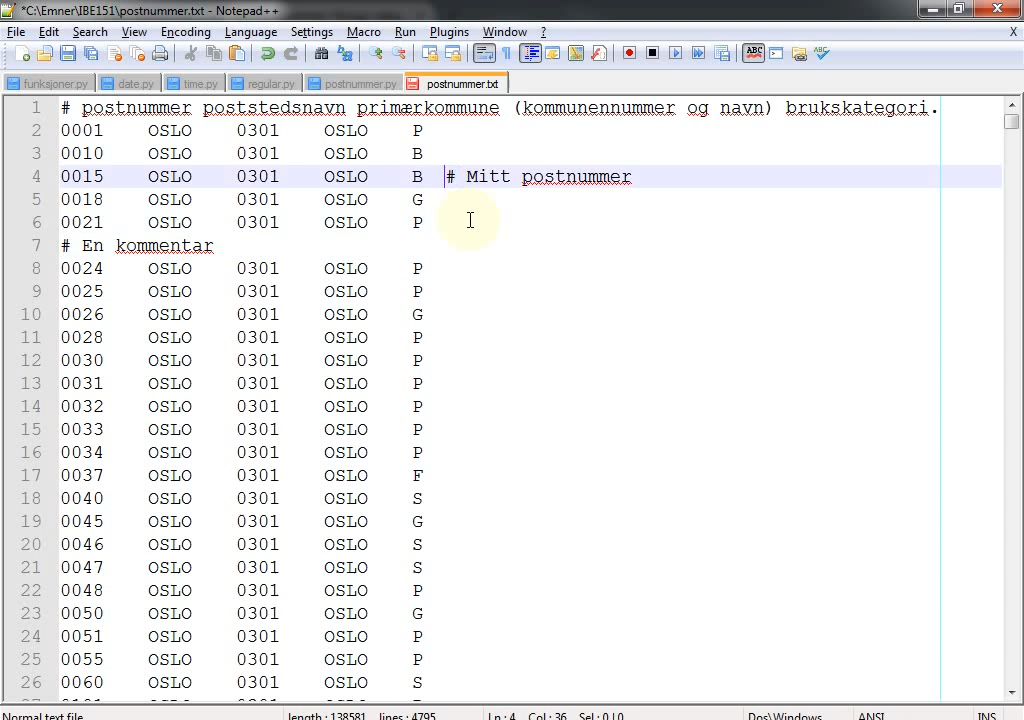 *C:\Emner\IBE151\postnummer.txt - Notepad++
File Edit Search View Encoding Language Settings Macro Run Plugins Window ? X
funksjoner.py date.py time.py regular.py postnummer.py postnummer.txt
1 # postnummer poststedsnavn primærkommune (kommunennummer og navn) brukskategori.
2 0001 OSLO 0301 OSLO P
3 0010 OSLO 0301 OSLO B
4 0015 OSLO 0301 OSLO B # Mitt postnummer
5 0018 OSLO 0301 OSLO G
6 0021 OSLO 0301 OSLO P
7 # En kommentar
8 0024 OSLO 0301 OSLO P
9 0025 OSLO 0301 OSLO P
10 0026 OSLO 0301 OSLO G
11 0028 OSLO 0301 OSLO P
12 0030 OSLO 0301 OSLO P
13 0031 OSLO 0301 OSLO P
14 0032 OSLO 0301 OSLO P
15 0033 OSLO 0301 OSLO P
16 0034 OSLO 0301 OSLO P
17 0037 OSLO 0301 OSLO F
18 0040 OSLO 0301 OSLO S
19 0045 OSLO 0301 OSLO G
20 0046 OSLO 0301 OSLO S
21 0047 OSLO 0301 OSLO S
22 0048 OSLO 0301 OSLO P
23 0050 OSLO 0301 OSLO G
24 0051 OSLO 0301 OSLO P
25 0055 OSLO 0301 OSLO P
26 0060 OSLO 0301 OSLO S
Normal text file length : 138581 lines : 4795 Ln : 4 Col : 36 Sel : 0 | 0 Dos\Windows ANSI INS